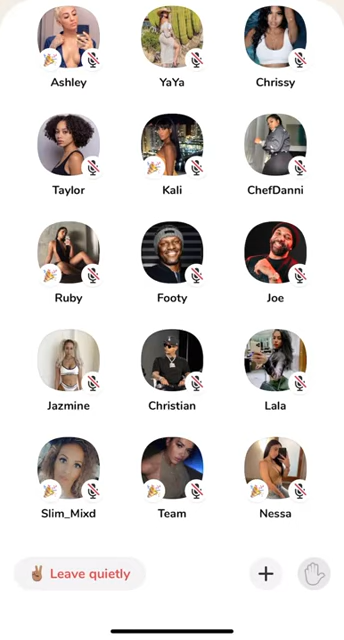 Ashley
YaYa
Chrissy
Taylor
Kali
ChefDanni
Ruby
Footy
Joe
Jazmine
Christian
Lala
Slim_Mixd
Team
Nessa
✌🏽 Leave quietly
+